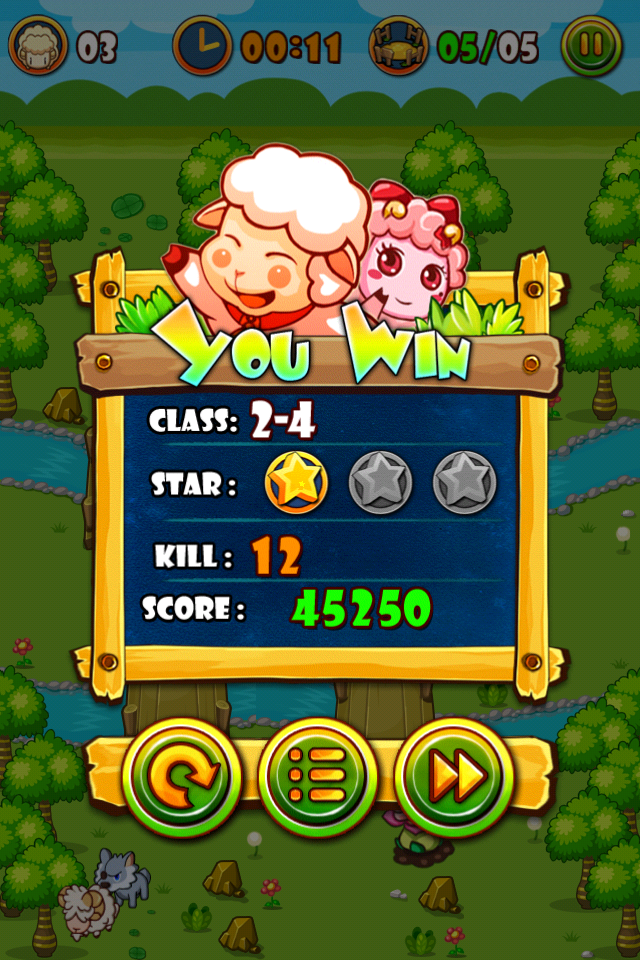 03 00:11 05/05
You Win
CLASS: 2-4
STAR :
KILL : 12
SCORE : 45250